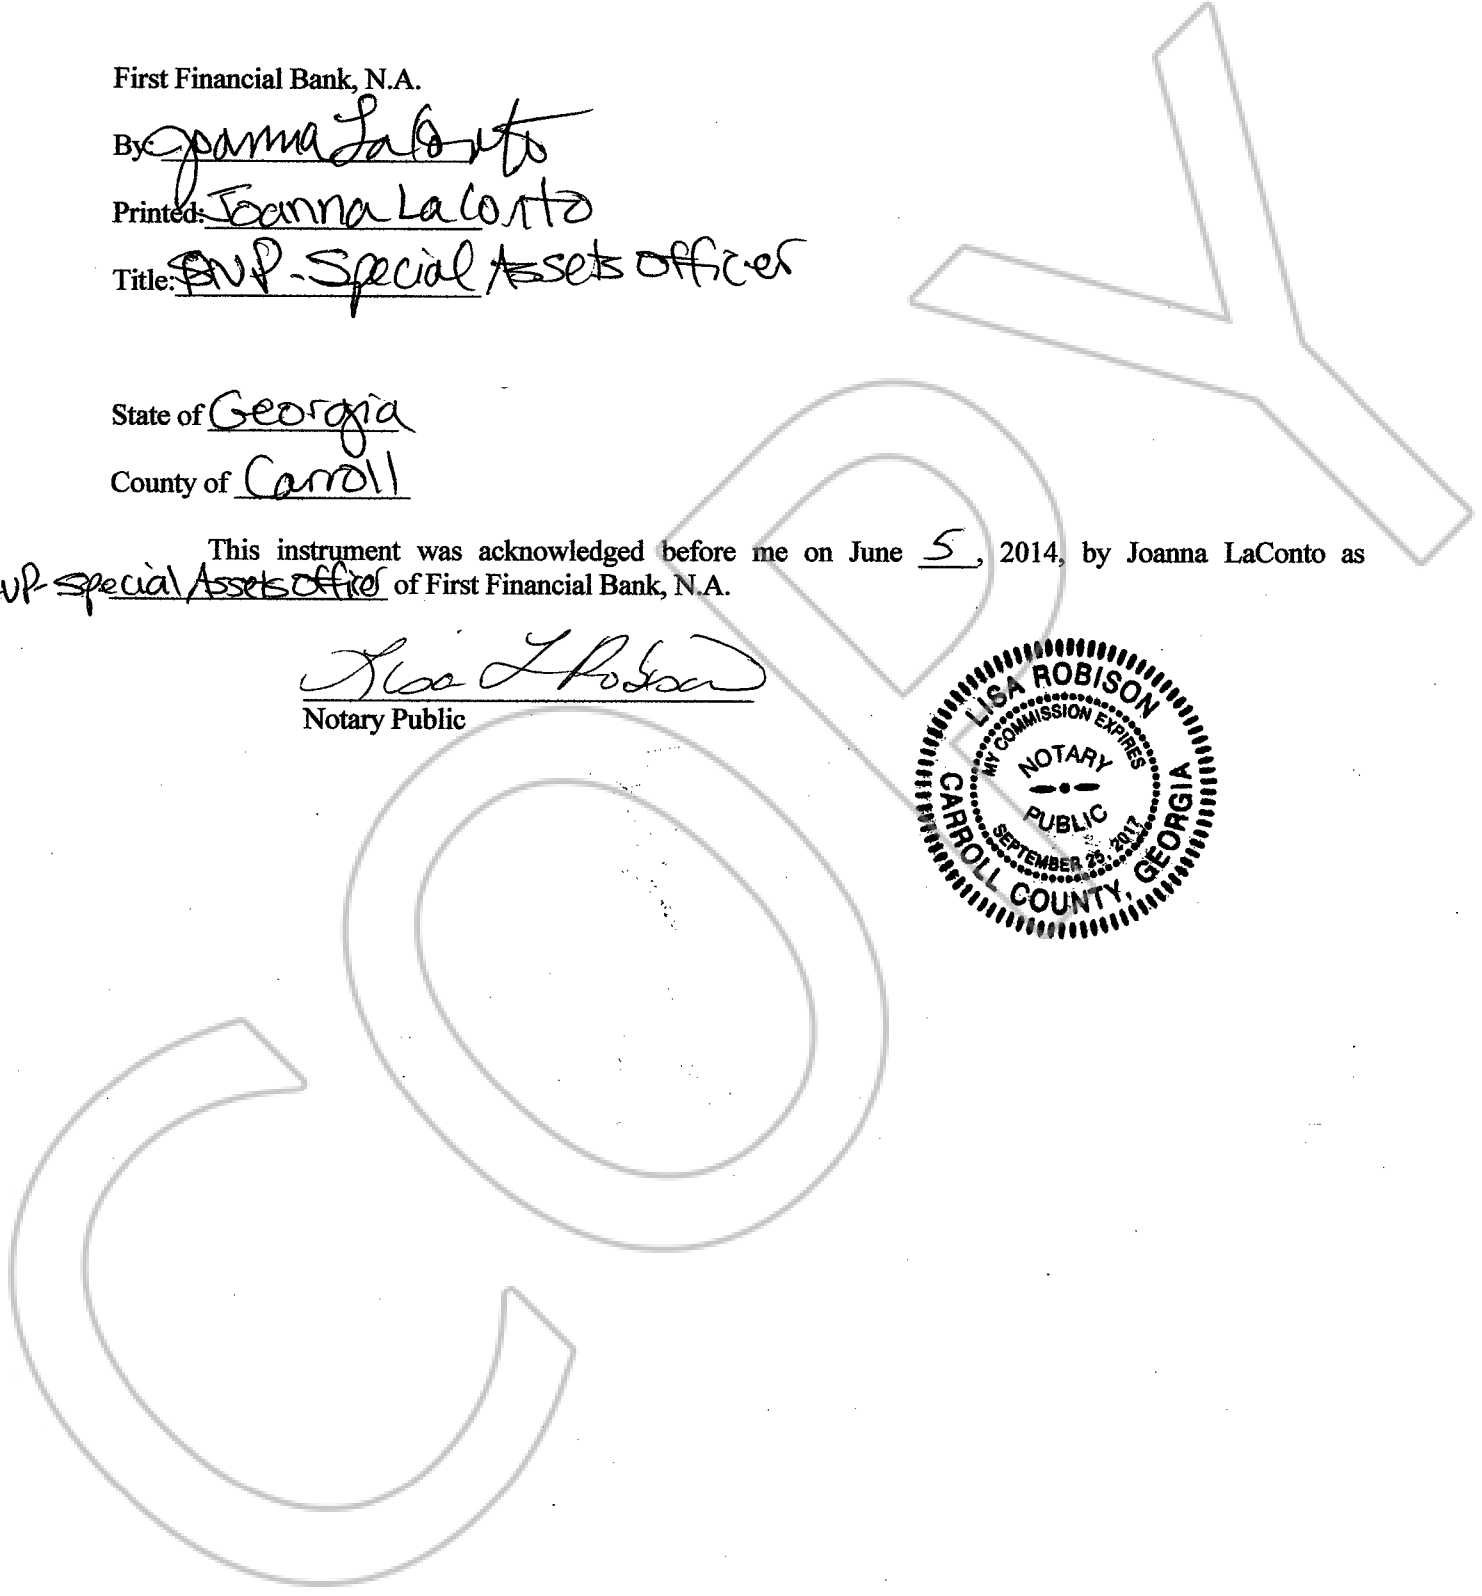 First Financial Bank, N.A.
By: Joanna LaConto
Printed: Joanna LaConto
Title: VP - Special Assets Officer
State of Georgia
County of Carroll
This instrument was acknowledged before me on June 5, 2014, by Joanna LaConto as
VP-Special Assets Officer of First Financial Bank, N.A.
Lisa L Robison
Notary Public
LISA ROBISON
MY COMMISSION EXPIRES
NOTARY
PUBLIC
SEPTEMBER 25, 2017
CARROLL COUNTY, GEORGIA
COPY